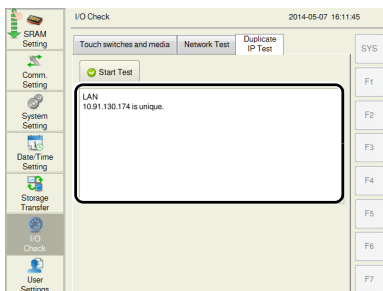 I/O Check
2014-05-07 16:11:45
SRAM
Setting
Comm.
Setting
System
Setting
Date/Time
Setting
Storage
Transfer
I/O
Check
User
Settings
Touch switches and media
Network Test
Duplicate
IP Test
Start Test
LAN
10.91.130.174 is unique.
SYS
F1
F2
F3
F4
F5
F6
F7